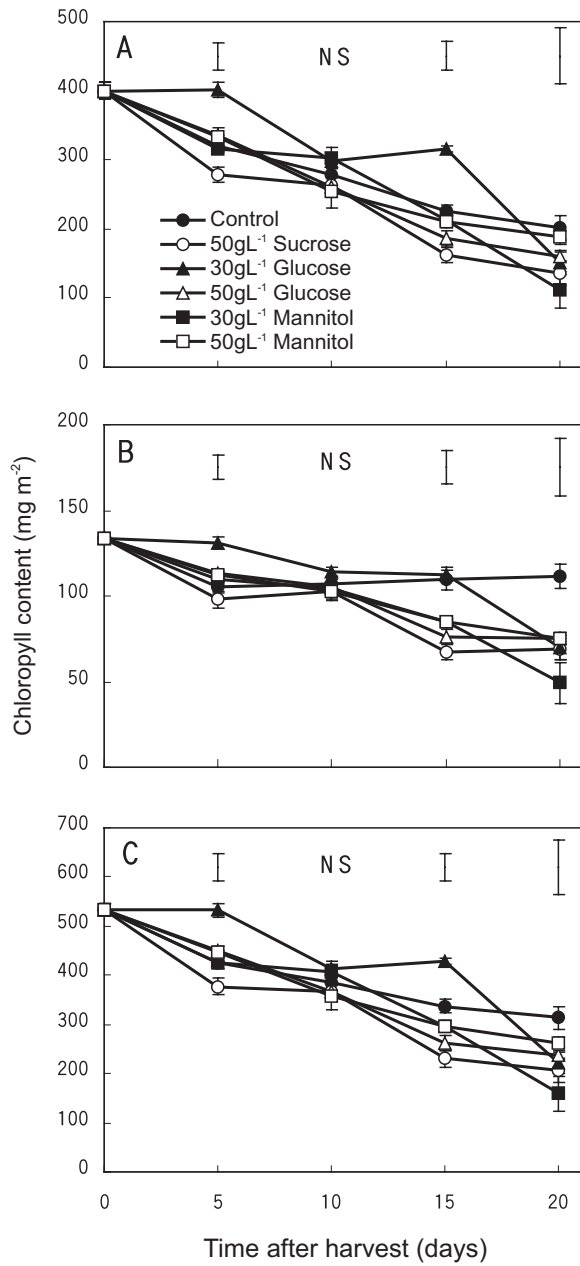 500
A
NS
400
300
200
100
0
Control
50gL⁻¹ Sucrose
30gL⁻¹ Glucose
50gL⁻¹ Glucose
30gL⁻¹ Mannitol
50gL⁻¹ Mannitol
Chloropyll content (mg m⁻²)
200
B
NS
150
100
50
0
700
C
NS
600
500
400
300
200
100
0
0 5 10 15 20
Time after harvest (days)